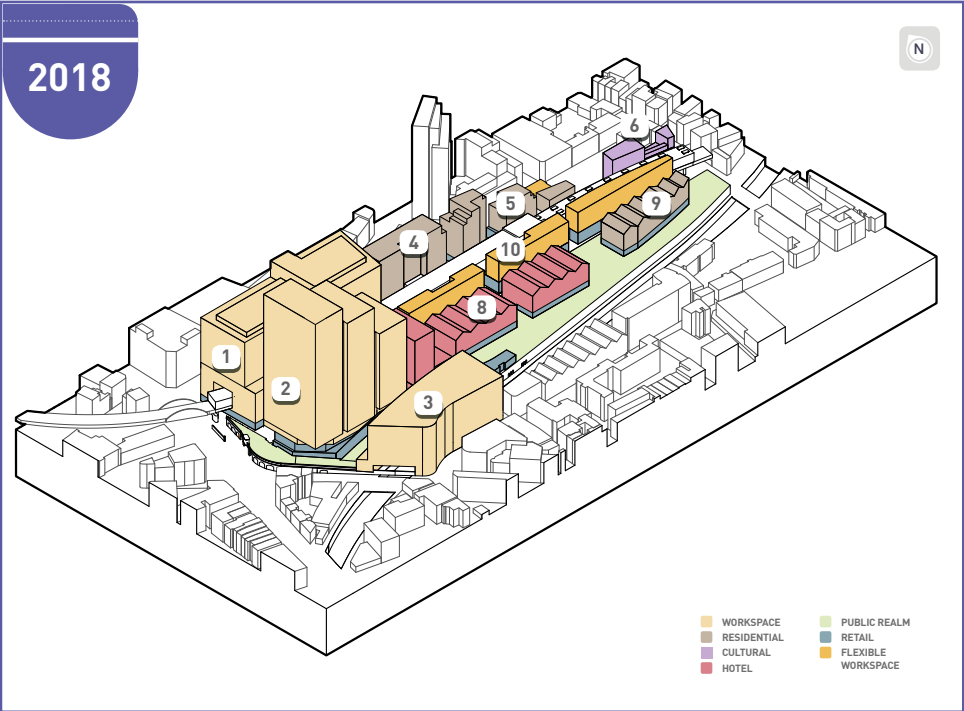 2018
N
6
5
9
4
10
8
1
2
3
WORKSPACE
RESIDENTIAL
CULTURAL
HOTEL
PUBLIC REALM
RETAIL
FLEXIBLE
WORKSPACE